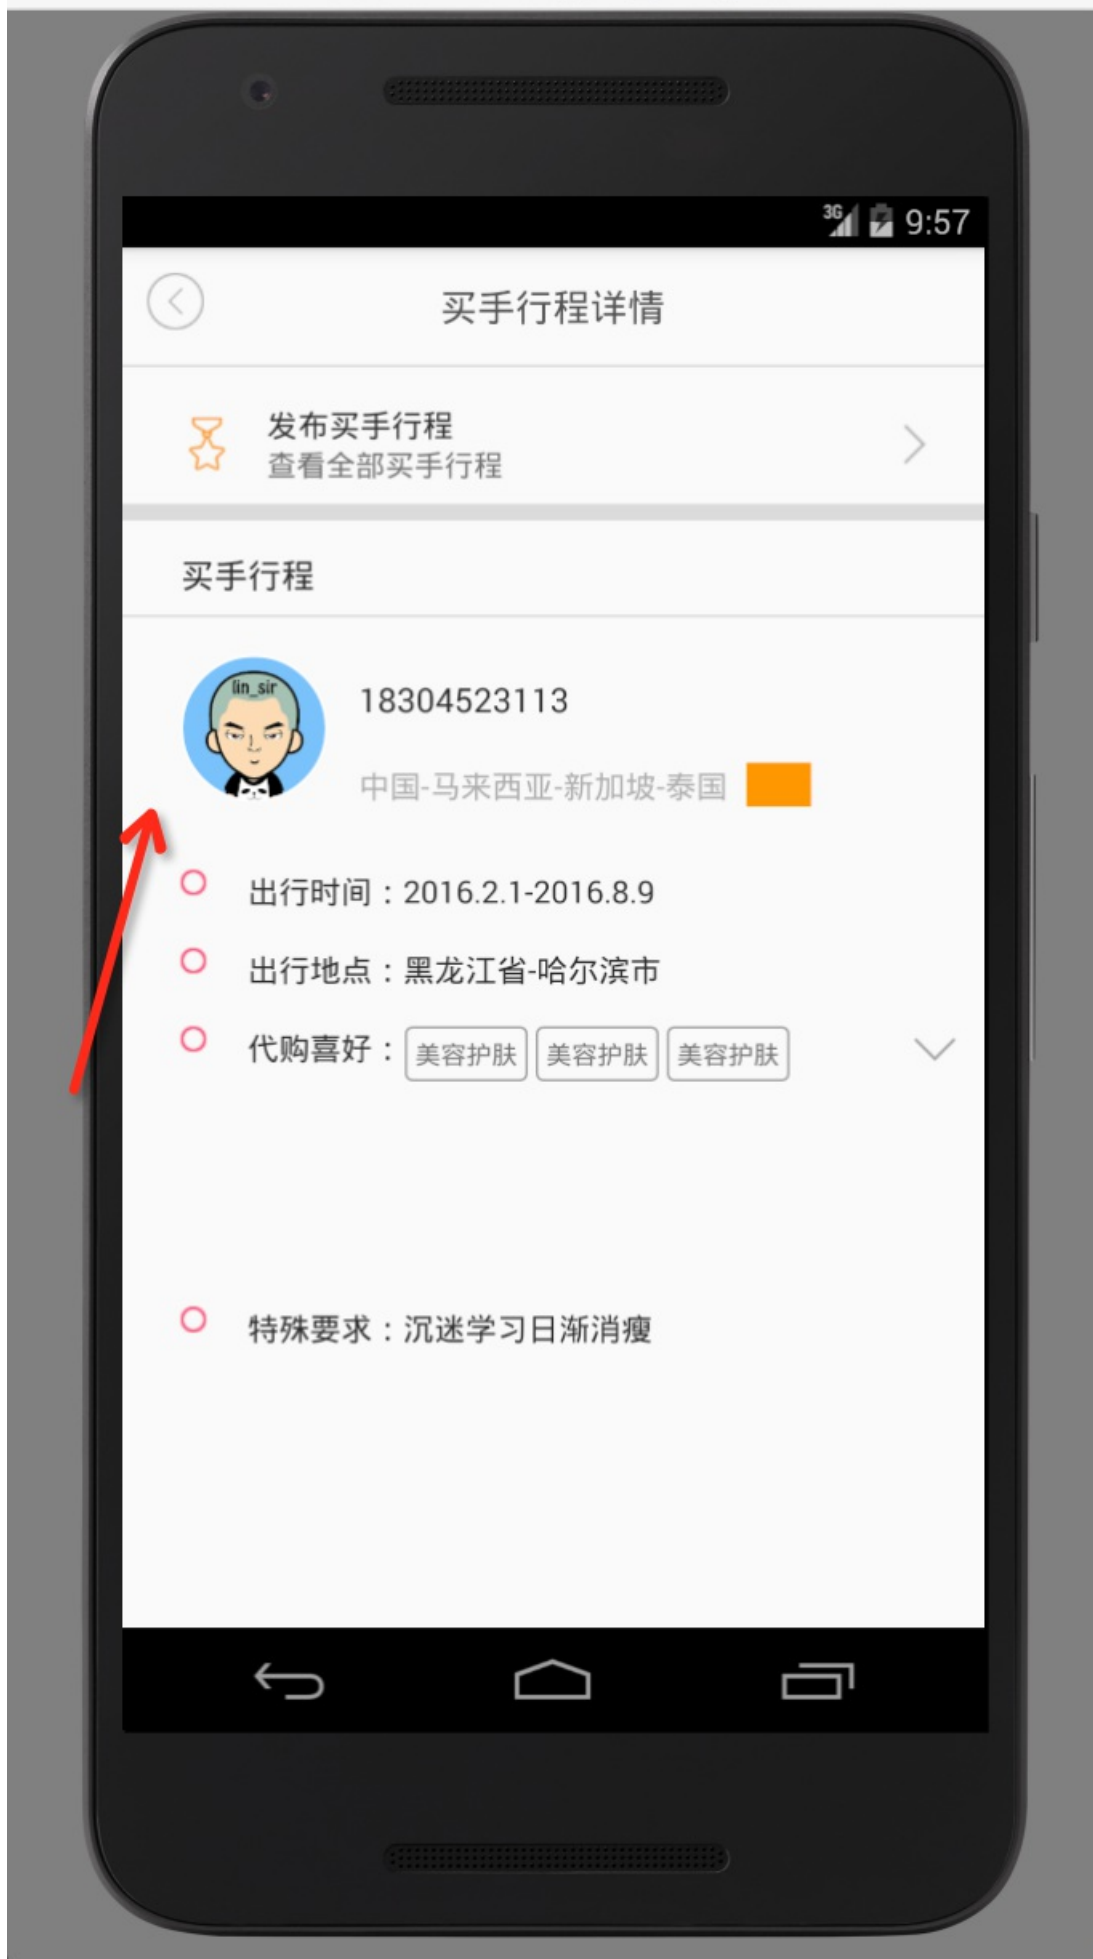 3G 9:57
买手行程详情
发布买手行程
查看全部买手行程
买手行程
lin_sir
18304523113
中国-马来西亚-新加坡-泰国
出行时间：2016.2.1-2016.8.9
出行地点：黑龙江省-哈尔滨市
代购喜好：美容护肤 美容护肤 美容护肤
特殊要求：沉迷学习日渐消瘦